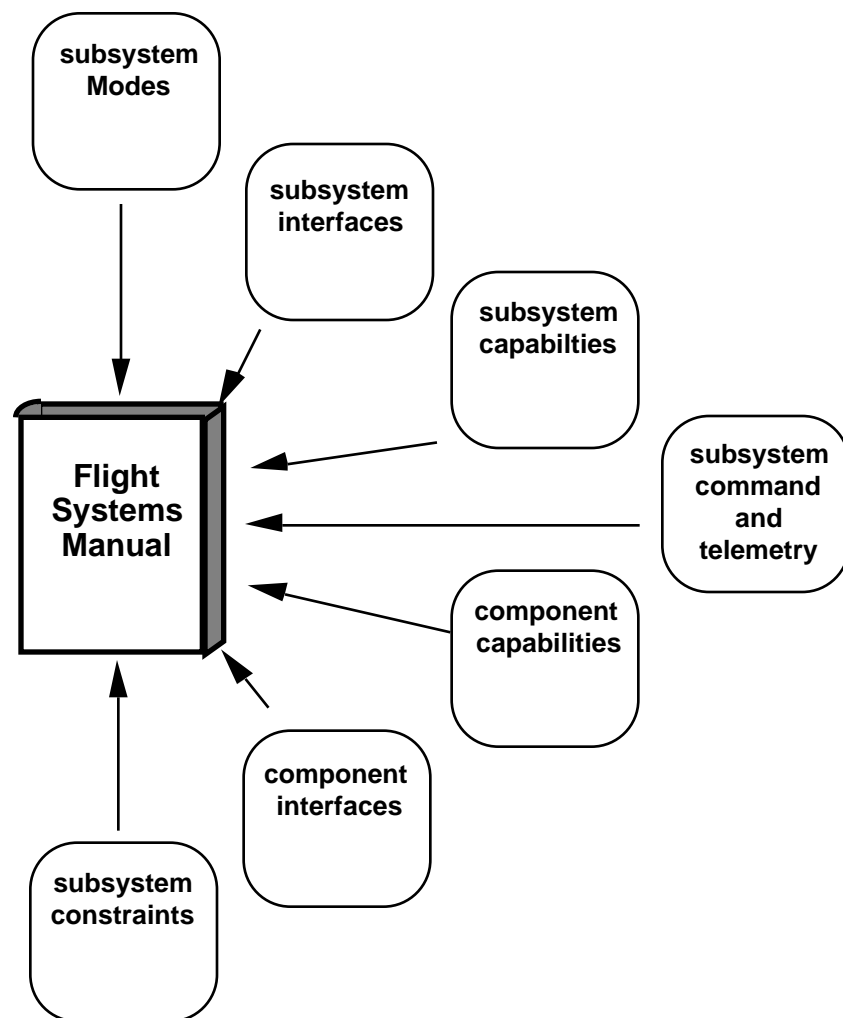 subsystem
Modes
subsystem
interfaces
subsystem
capabilties
subsystem
command
and
telemetry
Flight
Systems
Manual
component
capabilities
component
interfaces
subsystem
constraints